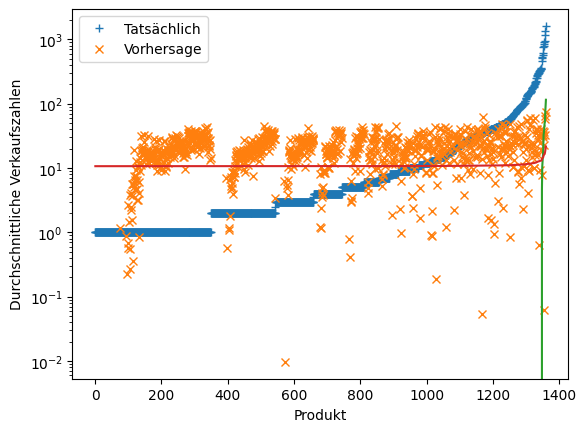 Tatsächlich
Vorhersage
Durchschnittliche Verkaufszahlen
10³
10²
10¹
10⁰
10⁻¹
10⁻²
0 200 400 600 800 1000 1200 1400
Produkt